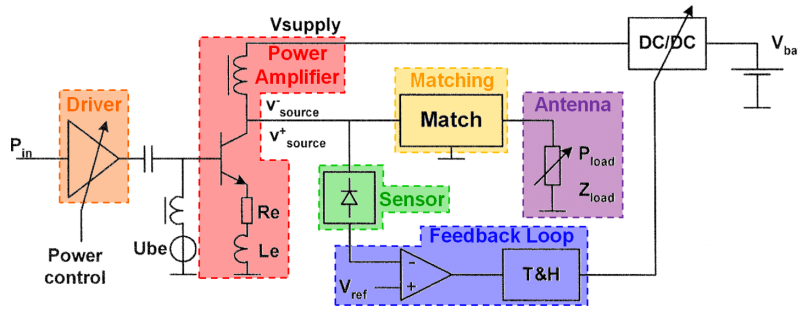 Vsupply
DC/DC
V_ba
Power
Amplifier
Driver
Matching
Antenna
V⁻source
V⁺source
Match
P_in
P_load
Z_load
Sensor
Re
Le
Ube
Power
control
Feedback Loop
-
+
V_ref
T&H